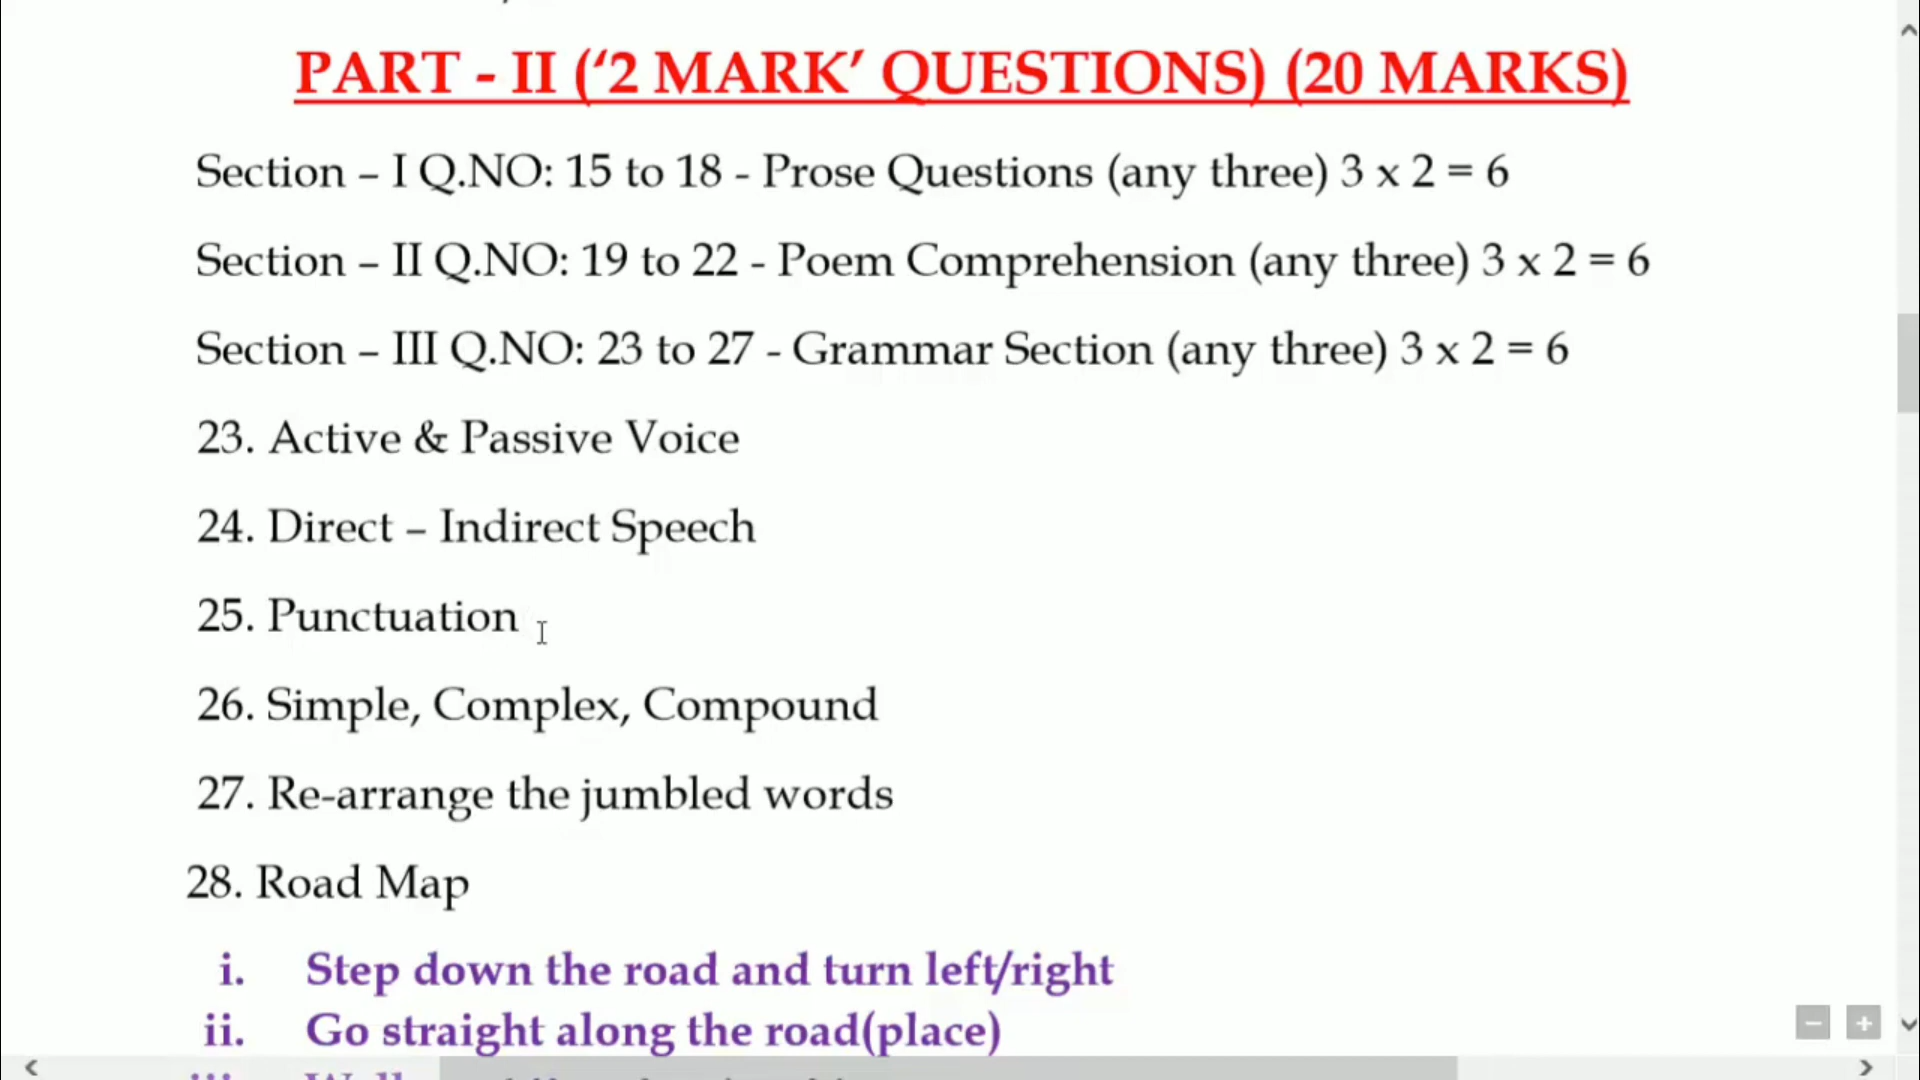 PART - II (‘2 MARK’ QUESTIONS) (20 MARKS)
Section – I Q.NO: 15 to 18 - Prose Questions (any three) 3 x 2 = 6
Section – II Q.NO: 19 to 22 - Poem Comprehension (any three) 3 x 2 = 6
Section – III Q.NO: 23 to 27 - Grammar Section (any three) 3 x 2 = 6
23. Active & Passive Voice
24. Direct – Indirect Speech
25. Punctuation
26. Simple, Complex, Compound
27. Re-arrange the jumbled words
28. Road Map
i. Step down the road and turn left/right
ii. Go straight along the road(place)